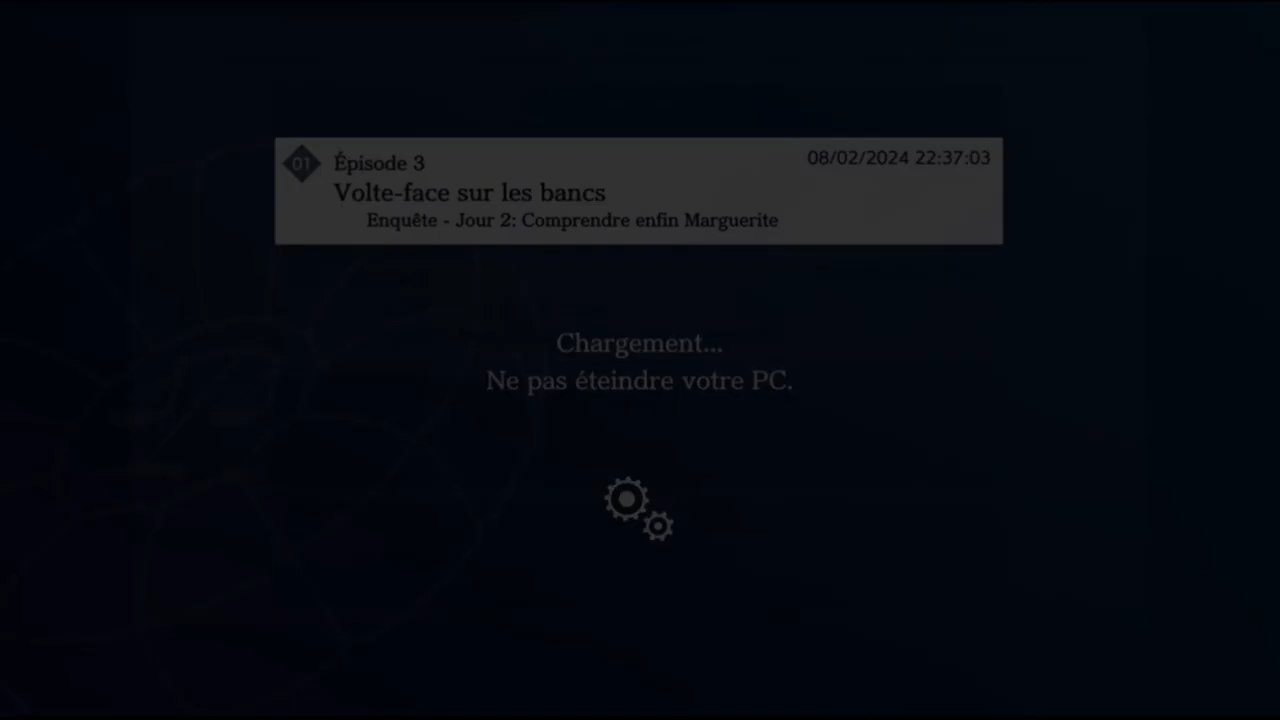 01
Épisode 3
08/02/2024 22:37:03
Volte-face sur les bancs
Enquête - Jour 2: Comprendre enfin Marguerite
Chargement...
Ne pas éteindre votre PC.